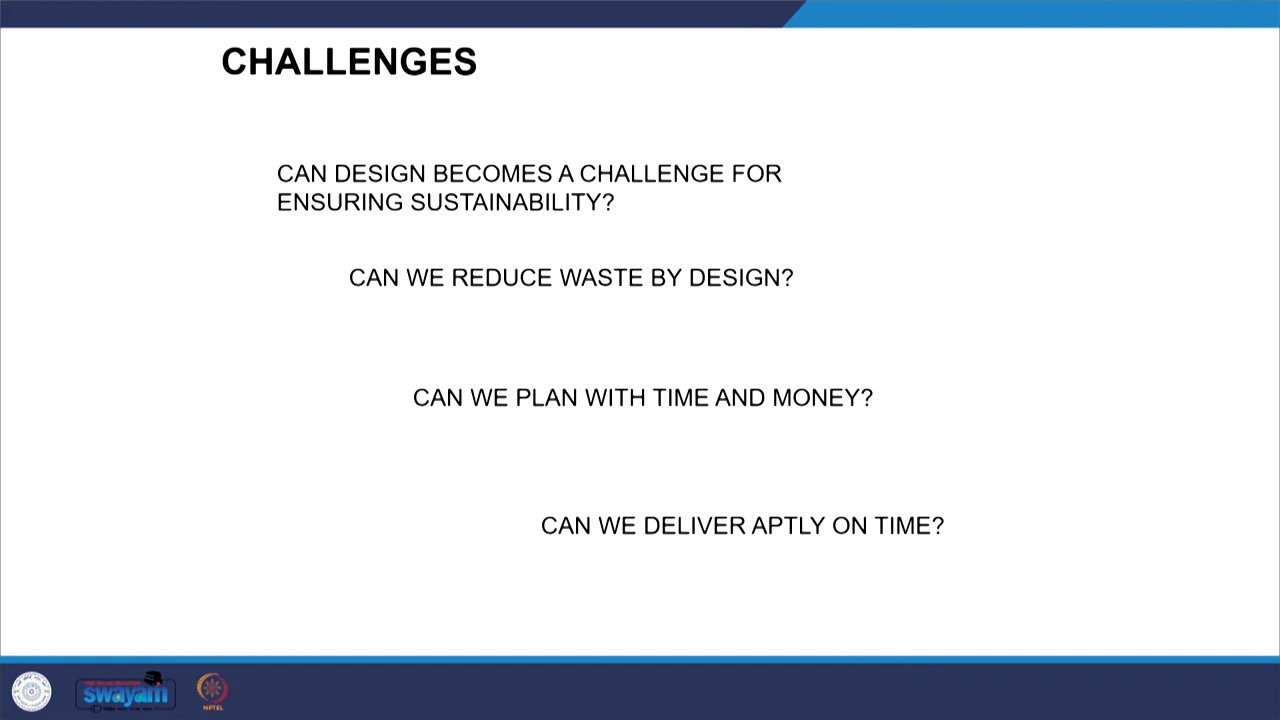 CHALLENGES
CAN DESIGN BECOMES A CHALLENGE FOR
ENSURING SUSTAINABILITY?
CAN WE REDUCE WASTE BY DESIGN?
CAN WE PLAN WITH TIME AND MONEY?
CAN WE DELIVER APTLY ON TIME?
swayam
NPTEL